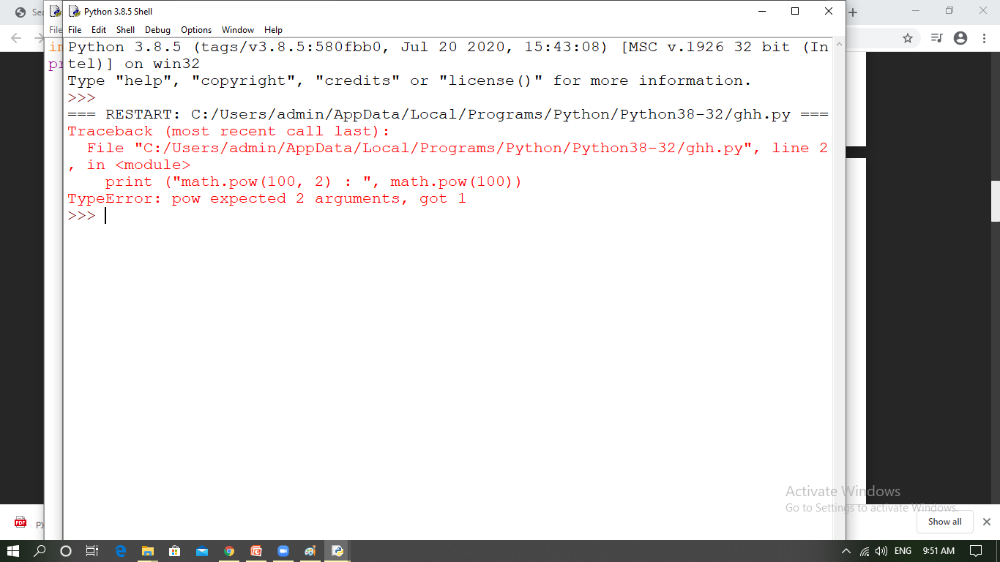 Python 3.8.5 Shell
File
File Edit Shell Debug Options Window Help
Python 3.8.5 (tags/v3.8.5:580fbb0, Jul 20 2020, 15:43:08) [MSC v.1926 32 bit (In
tel)] on win32
Type "help", "copyright", "credits" or "license()" for more information.
>>>
=== RESTART: C:/Users/admin/AppData/Local/Programs/Python/Python38-32/ghh.py ===
Traceback (most recent call last):
  File "C:/Users/admin/AppData/Local/Programs/Python/Python38-32/ghh.py", line 2
, in <module>
    print ("math.pow(100, 2) : ", math.pow(100))
TypeError: pow expected 2 arguments, got 1
>>>
Activate Windows
Go to Settings to activate Windows.
PDF
py
Show all
ENG
9:51 AM